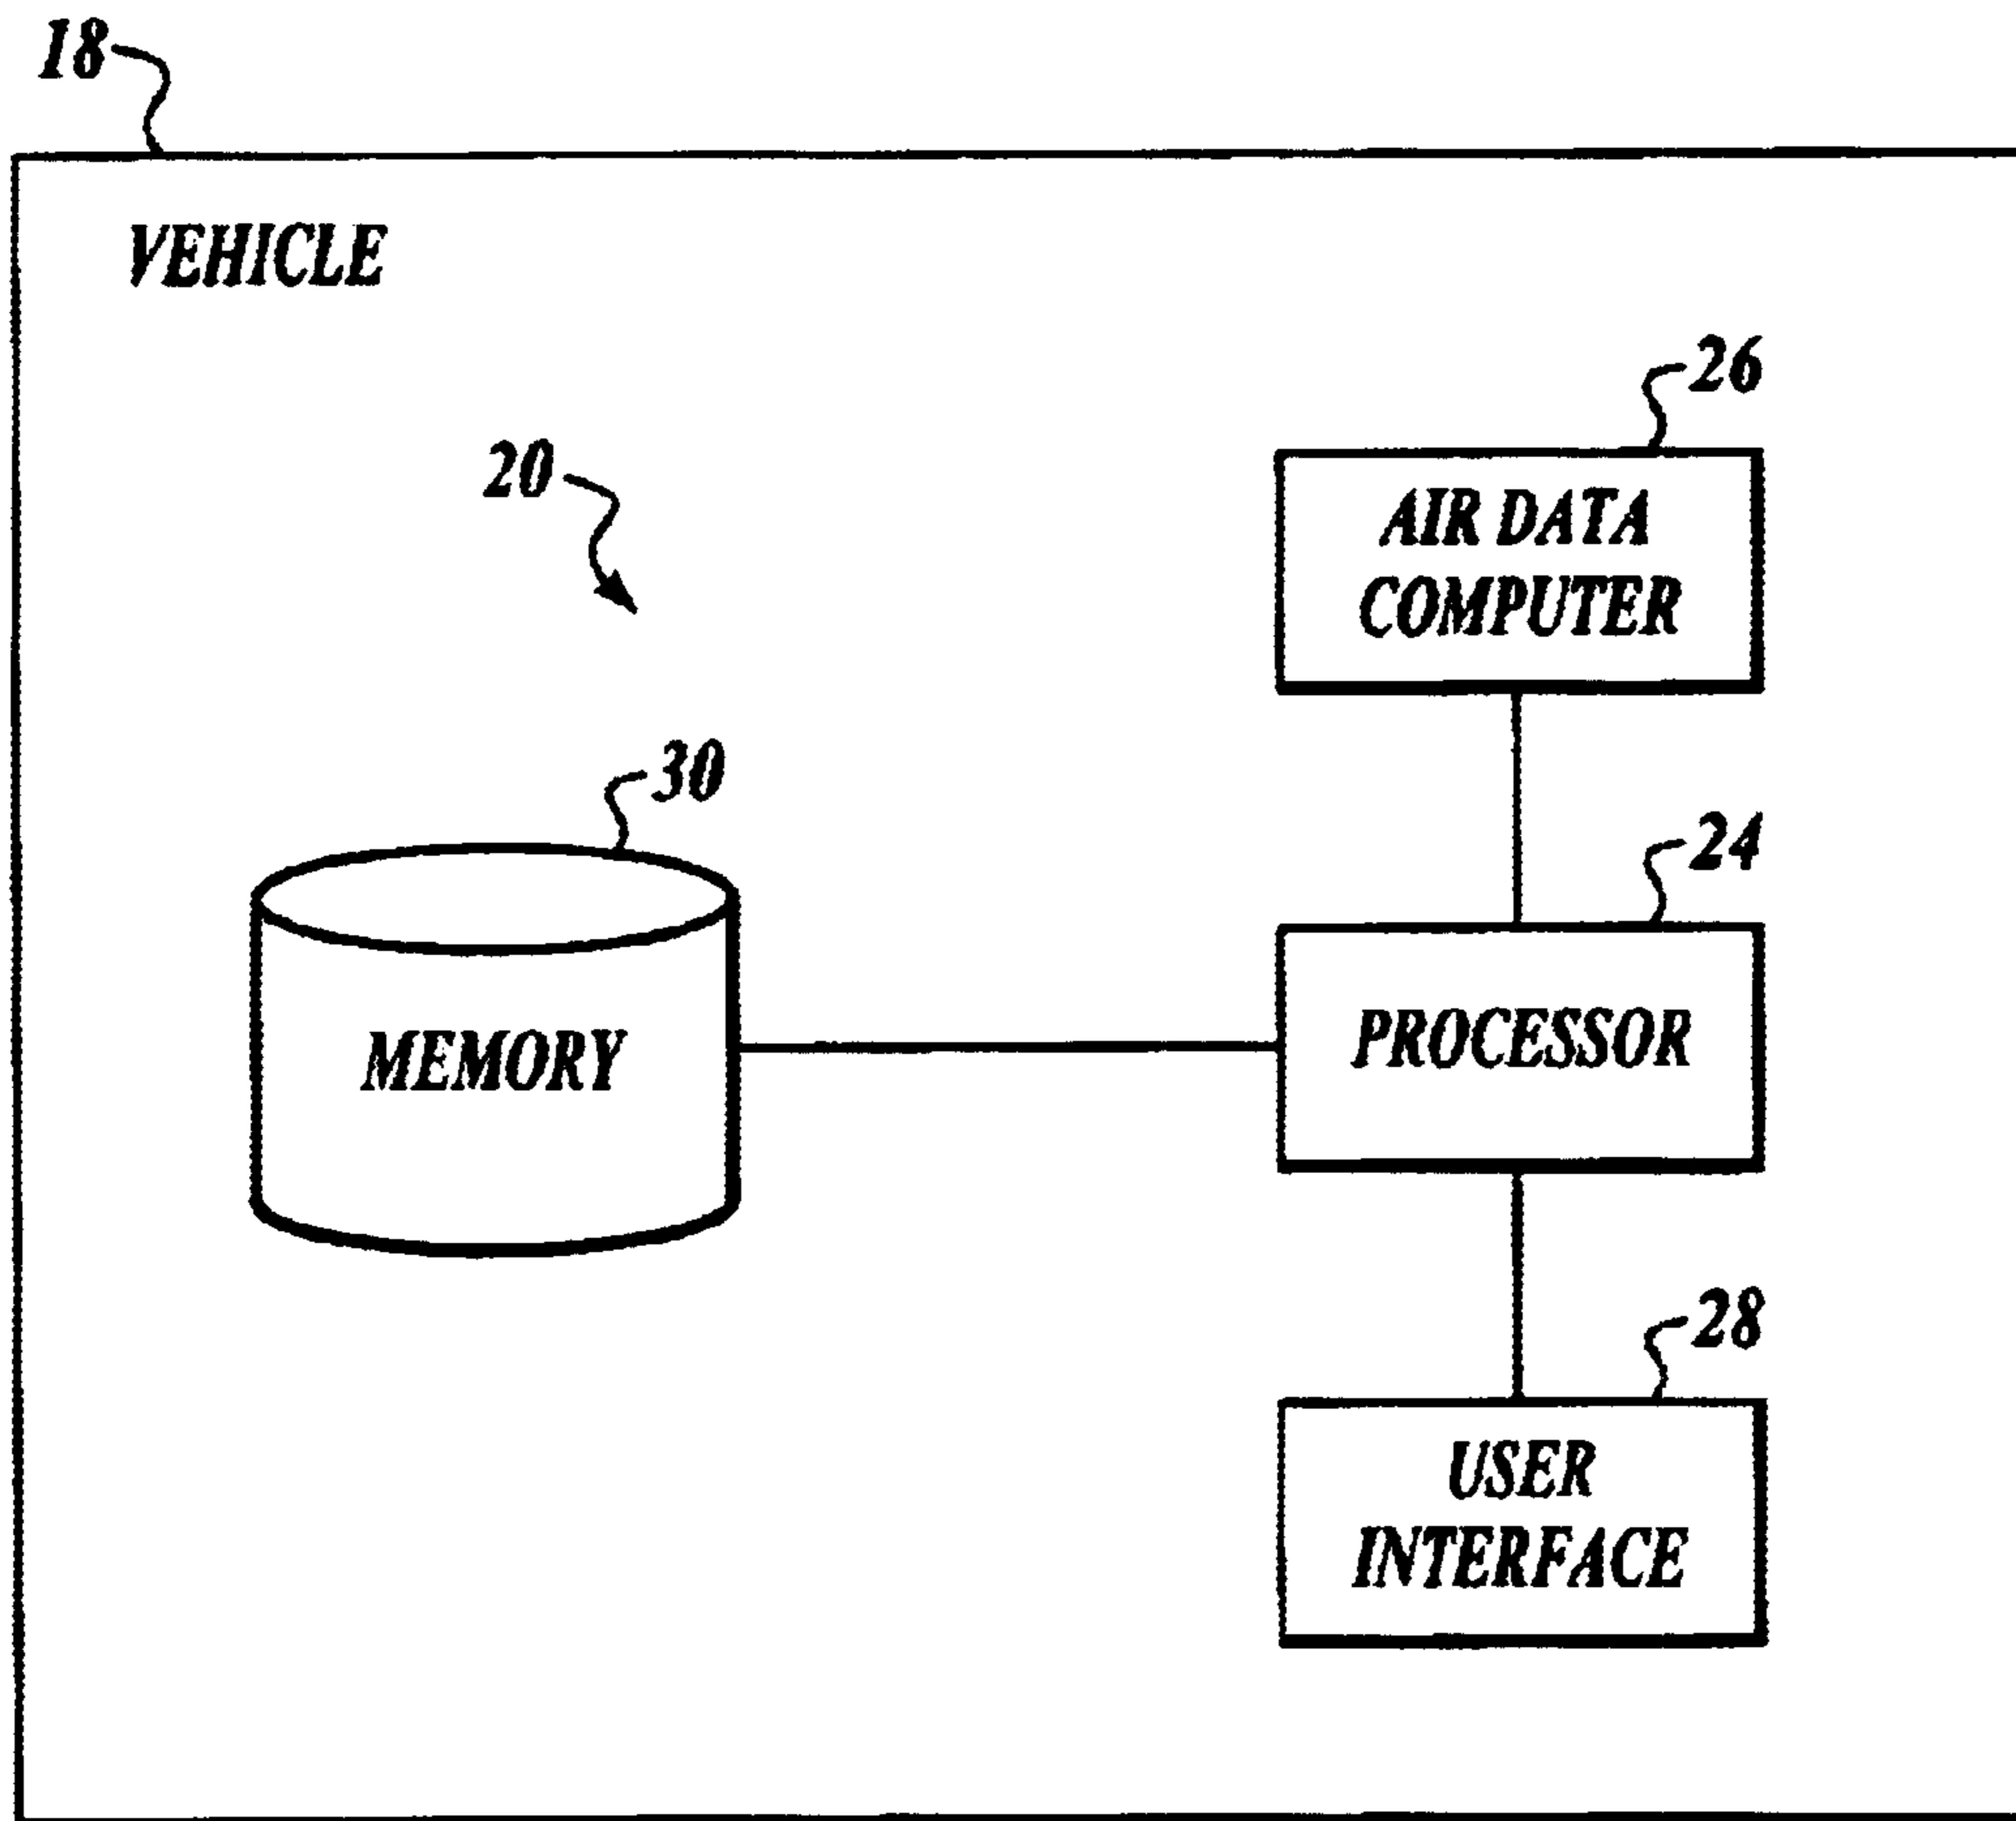 18
VEHICLE
26
20
AIR DATA
COMPUTER
30
24
MEMORY
PROCESSOR
28
USER
INTERFACE